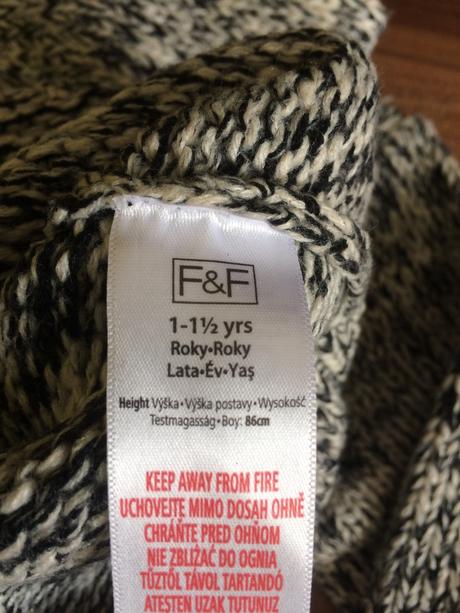 F&F
1-1½ yrs
Roky•Roky
Lata•Év•Yaş
Height Výška•Výška postavy•Wysokość
Testmagasság•Boy: 86cm
KEEP AWAY FROM FIRE
UCHOVEJTE MIMO DOSAH OHNĚ
CHRÁŇTE PRED OHŇOM
NIE ZBLIŻAĆ DO OGNIA
TŰZTŐL TÁVOL TARTANDÓ
ATEŞTEN UZAK TUTUNUZ